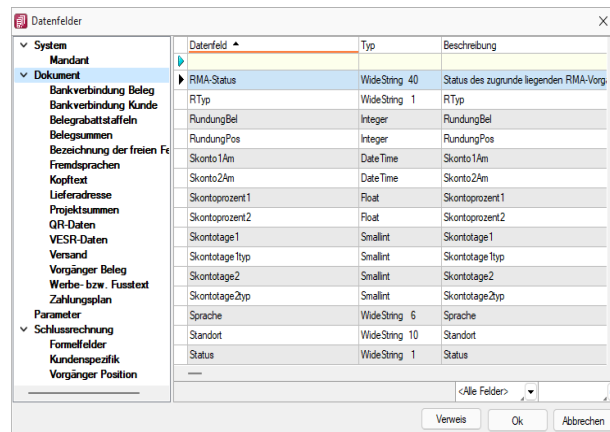 Datenfelder
System
Mandant
Dokument
Bankverbindung Beleg
Bankverbindung Kunde
Belegrabattstaffeln
Belegsummen
Bezeichnung der freien Fe
Fremdsprachen
Kopftext
Lieferadresse
Projektsummen
QR-Daten
VESR-Daten
Versand
Vorgänger Beleg
Werbe- bzw. Fusstext
Zahlungsplan
Parameter
Schlussrechnung
Formelfelder
Kundenspezifik
Vorgänger Position
Datenfeld Typ Beschreibung
RMA-Status WideString 40 Status des zugrunde liegenden RMA-Vorga
RTyp WideString 1 RTyp
RundungBel Integer RundungBel
RundungPos Integer RundungPos
Skonto1Am DateTime Skonto1Am
Skonto2Am DateTime Skonto2Am
Skontoprozent1 Float Skontoprozent1
Skontoprozent2 Float Skontoprozent2
Skontotage1 Smallint Skontotage1
Skontotage1typ Smallint Skontotage1typ
Skontotage2 Smallint Skontotage2
Skontotage2typ Smallint Skontotage2typ
Sprache WideString 6 Sprache
Standort WideString 10 Standort
Status WideString 1 Status
<Alle Felder>
Verweis Ok Abbrechen